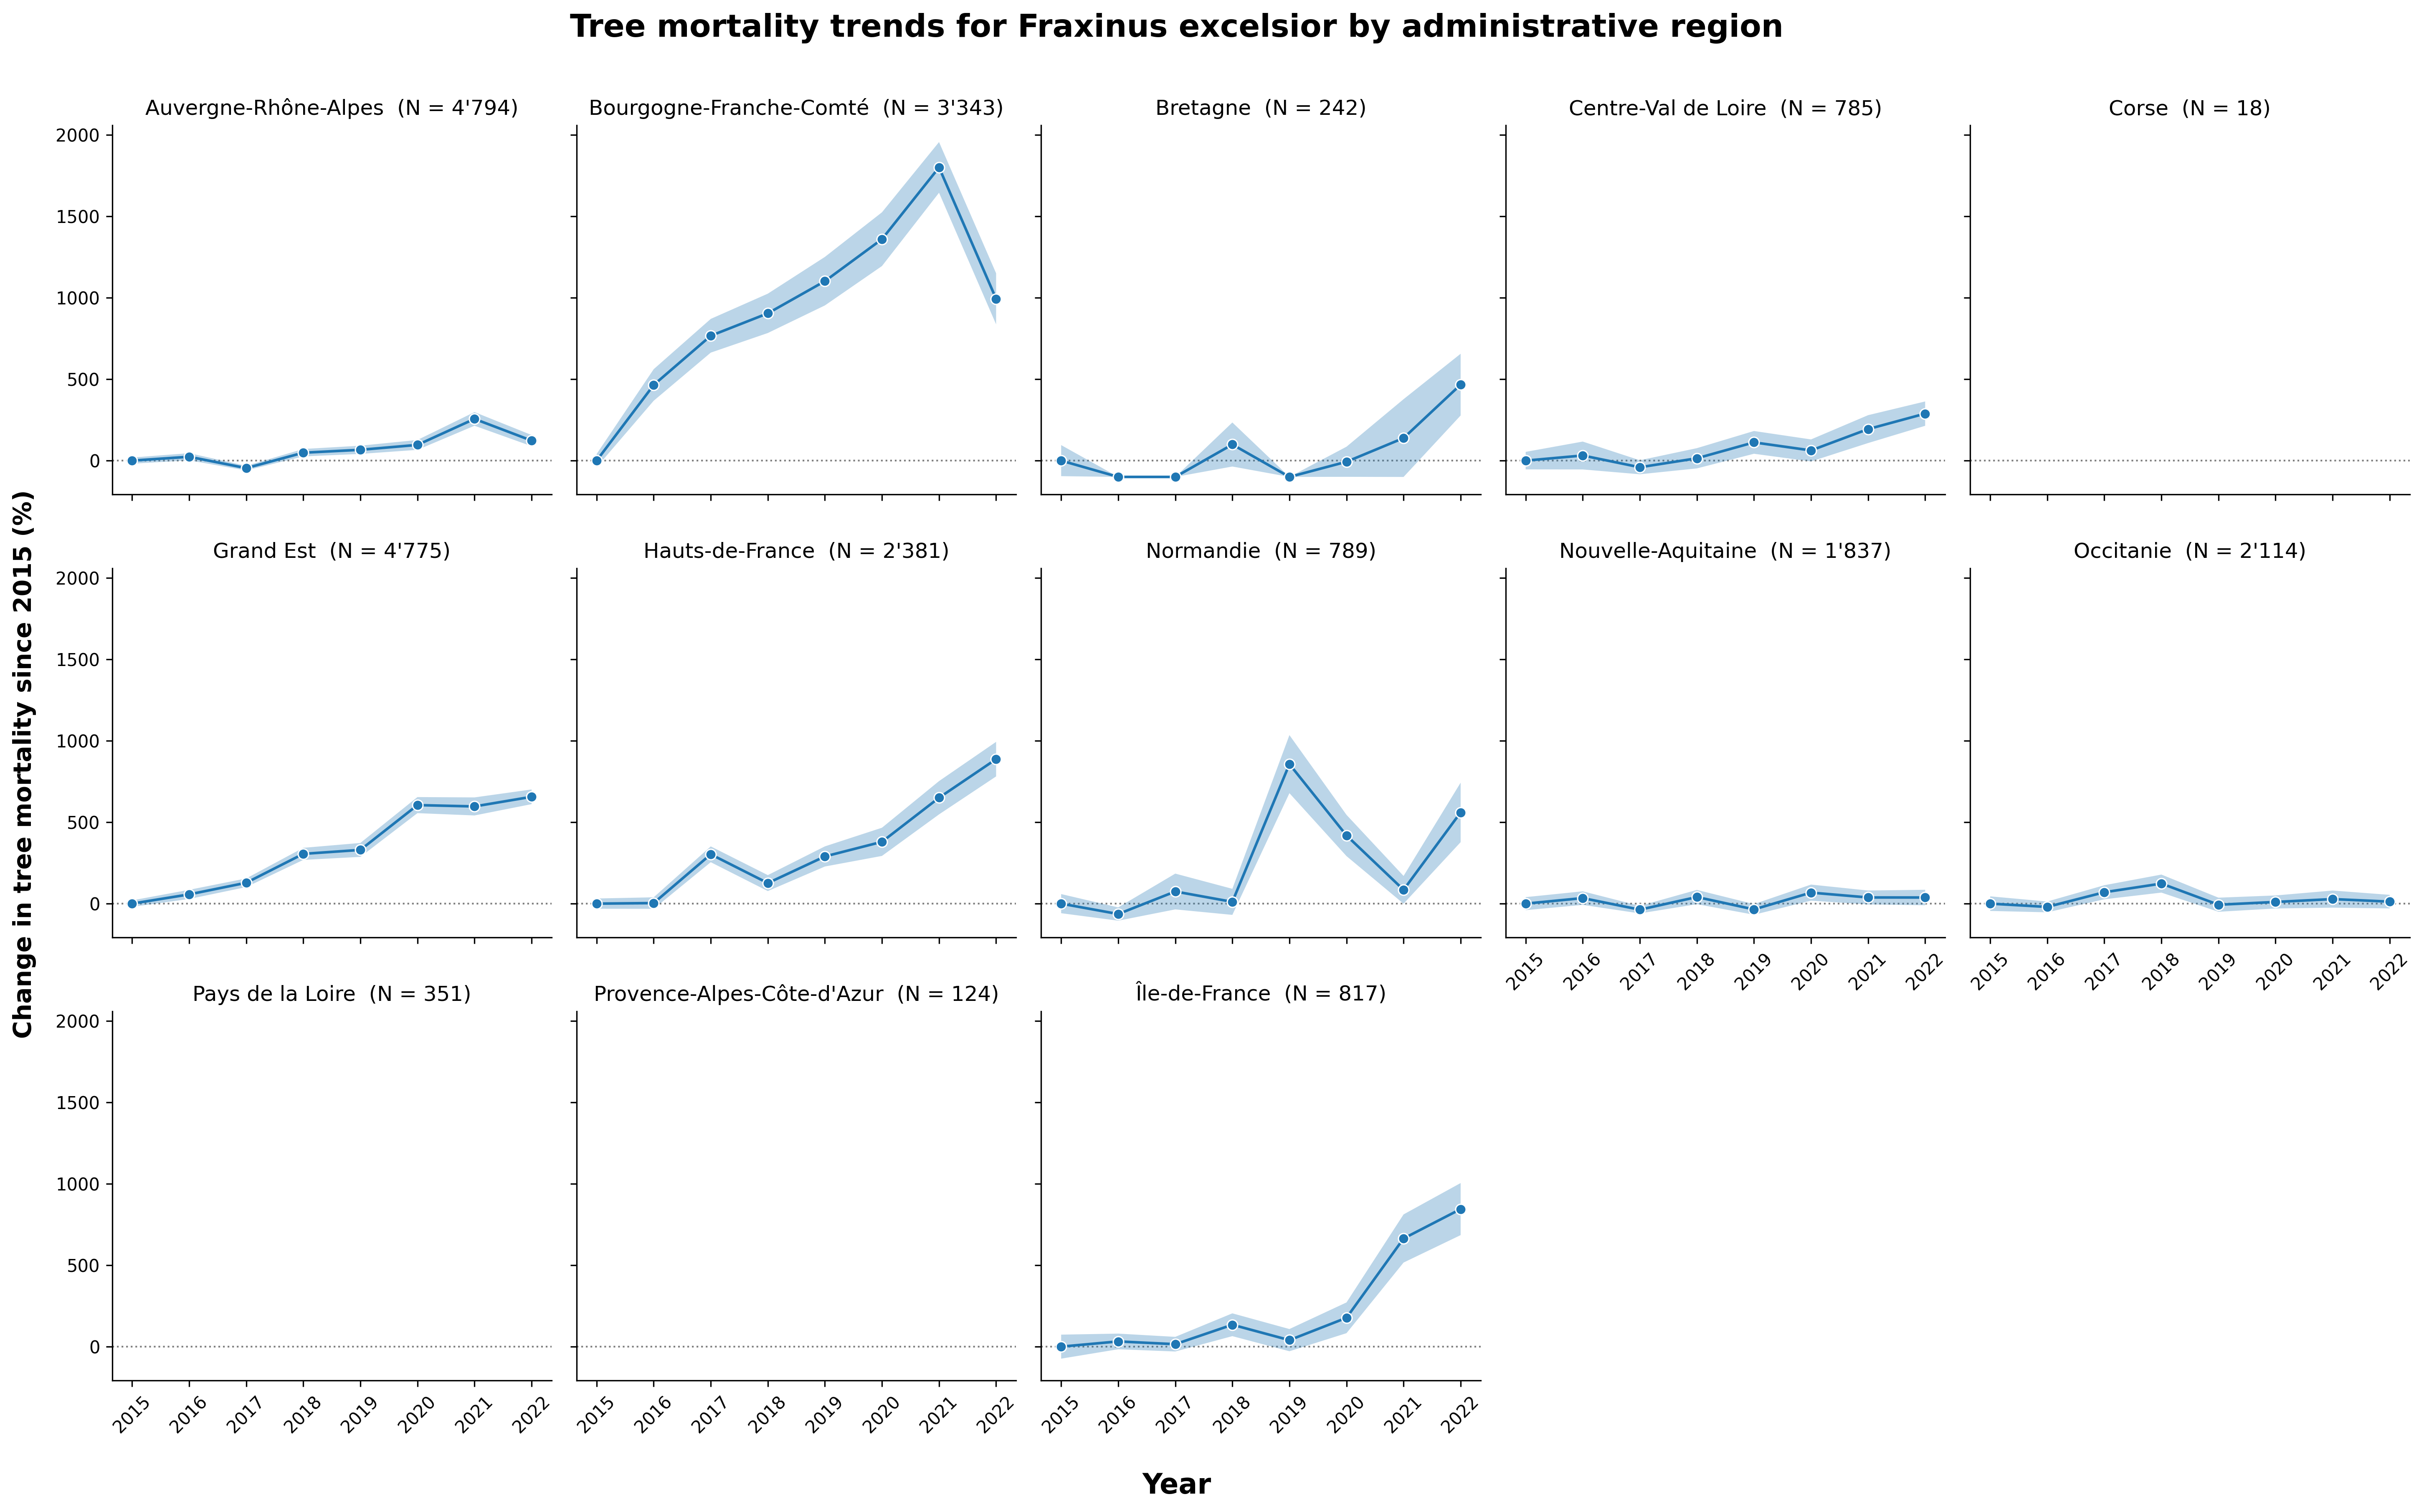 Tree mortality trends for Fraxinus excelsior by administrative region
Change in tree mortality since 2015 (%)
Auvergne-Rhône-Alpes (N = 4'794)
Bourgogne-Franche-Comté (N = 3'343)
Bretagne (N = 242)
Centre-Val de Loire (N = 785)
Corse (N = 18)
2000
1500
1000
500
0
Grand Est (N = 4'775)
Hauts-de-France (N = 2'381)
Normandie (N = 789)
Nouvelle-Aquitaine (N = 1'837)
Occitanie (N = 2'114)
2000
1500
1000
500
0
2015 2016 2017 2018 2019 2020 2021 2022
2015 2016 2017 2018 2019 2020 2021 2022
Pays de la Loire (N = 351)
Provence-Alpes-Côte-d'Azur (N = 124)
Île-de-France (N = 817)
2000
1500
1000
500
0
2015 2016 2017 2018 2019 2020 2021 2022
2015 2016 2017 2018 2019 2020 2021 2022
2015 2016 2017 2018 2019 2020 2021 2022
Year